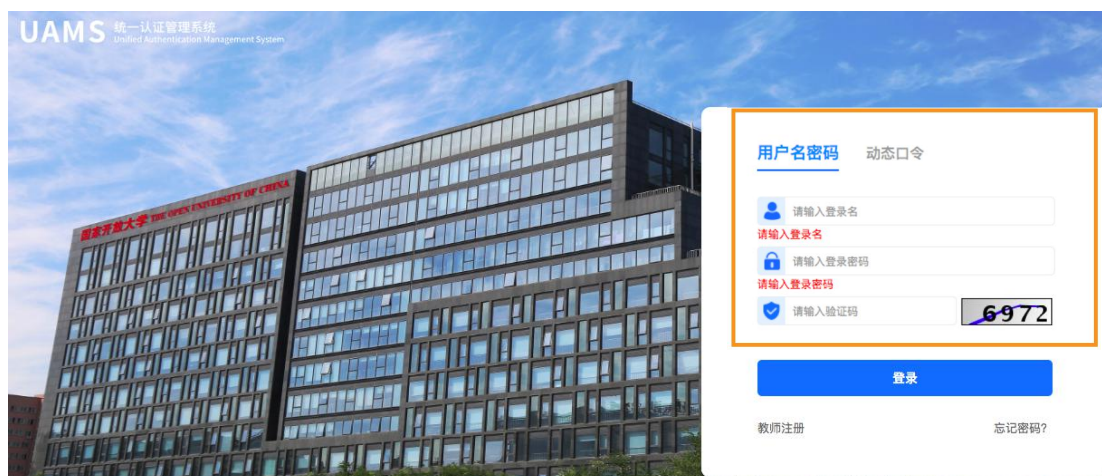 UAMS 统一认证管理系统
Unified Authentication Management System
国家开放大学 THE OPEN UNIVERSITY OF CHINA
用户名密码 动态口令
请输入登录名
请输入登录名
请输入登录密码
请输入登录密码
请输入验证码 6972
登录
教师注册 忘记密码?